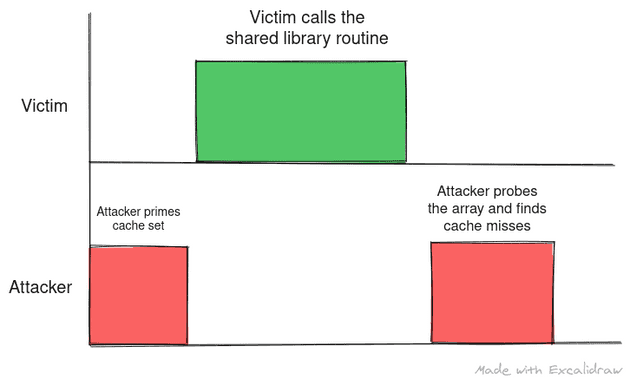 Victim calls the
shared library routine
Victim
Attacker primes
cache set
Attacker probes
the array and finds
cache misses
Attacker
Made with Excalidraw